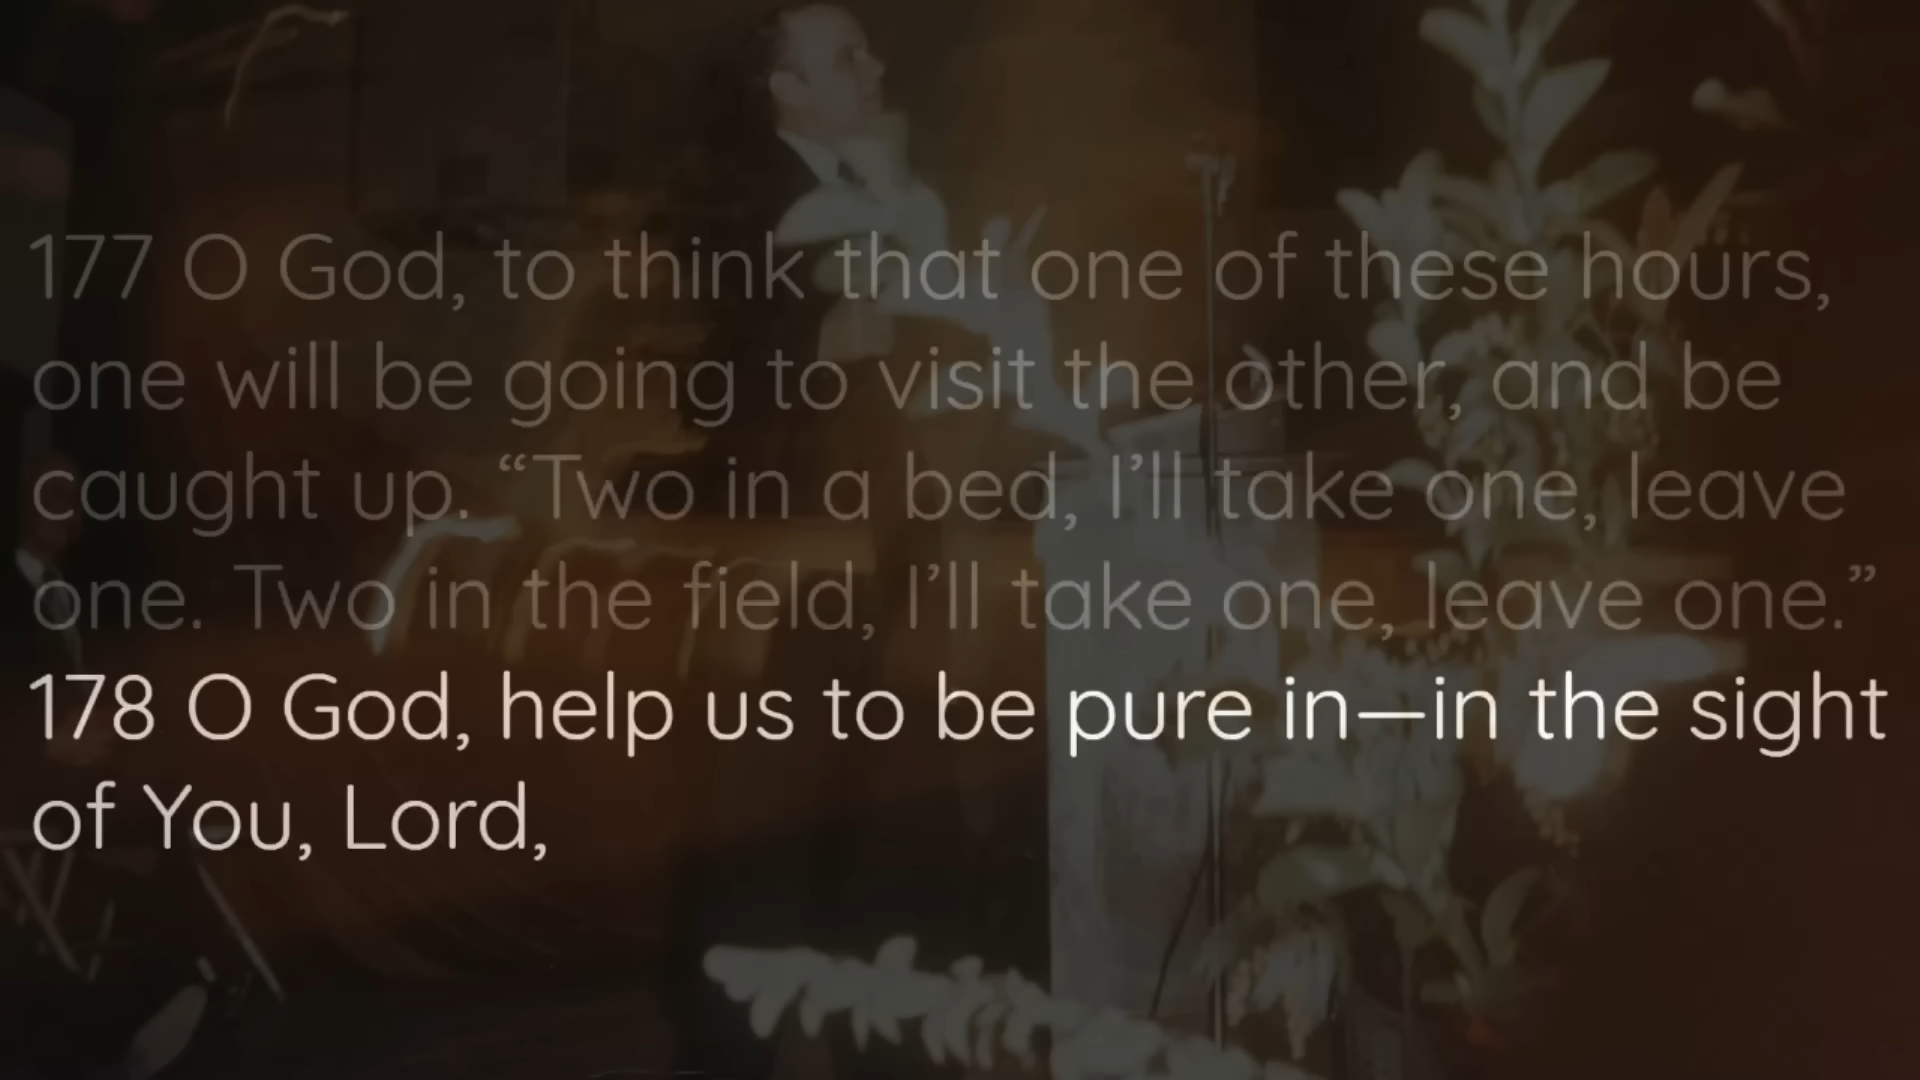 177 O God, to think that one of these hours,
one will be going to visit the other, and be
caught up. “Two in a bed, I’ll take one, leave
one. Two in the field, I’ll take one, leave one.”
178 O God, help us to be pure in—in the sight
of You, Lord,